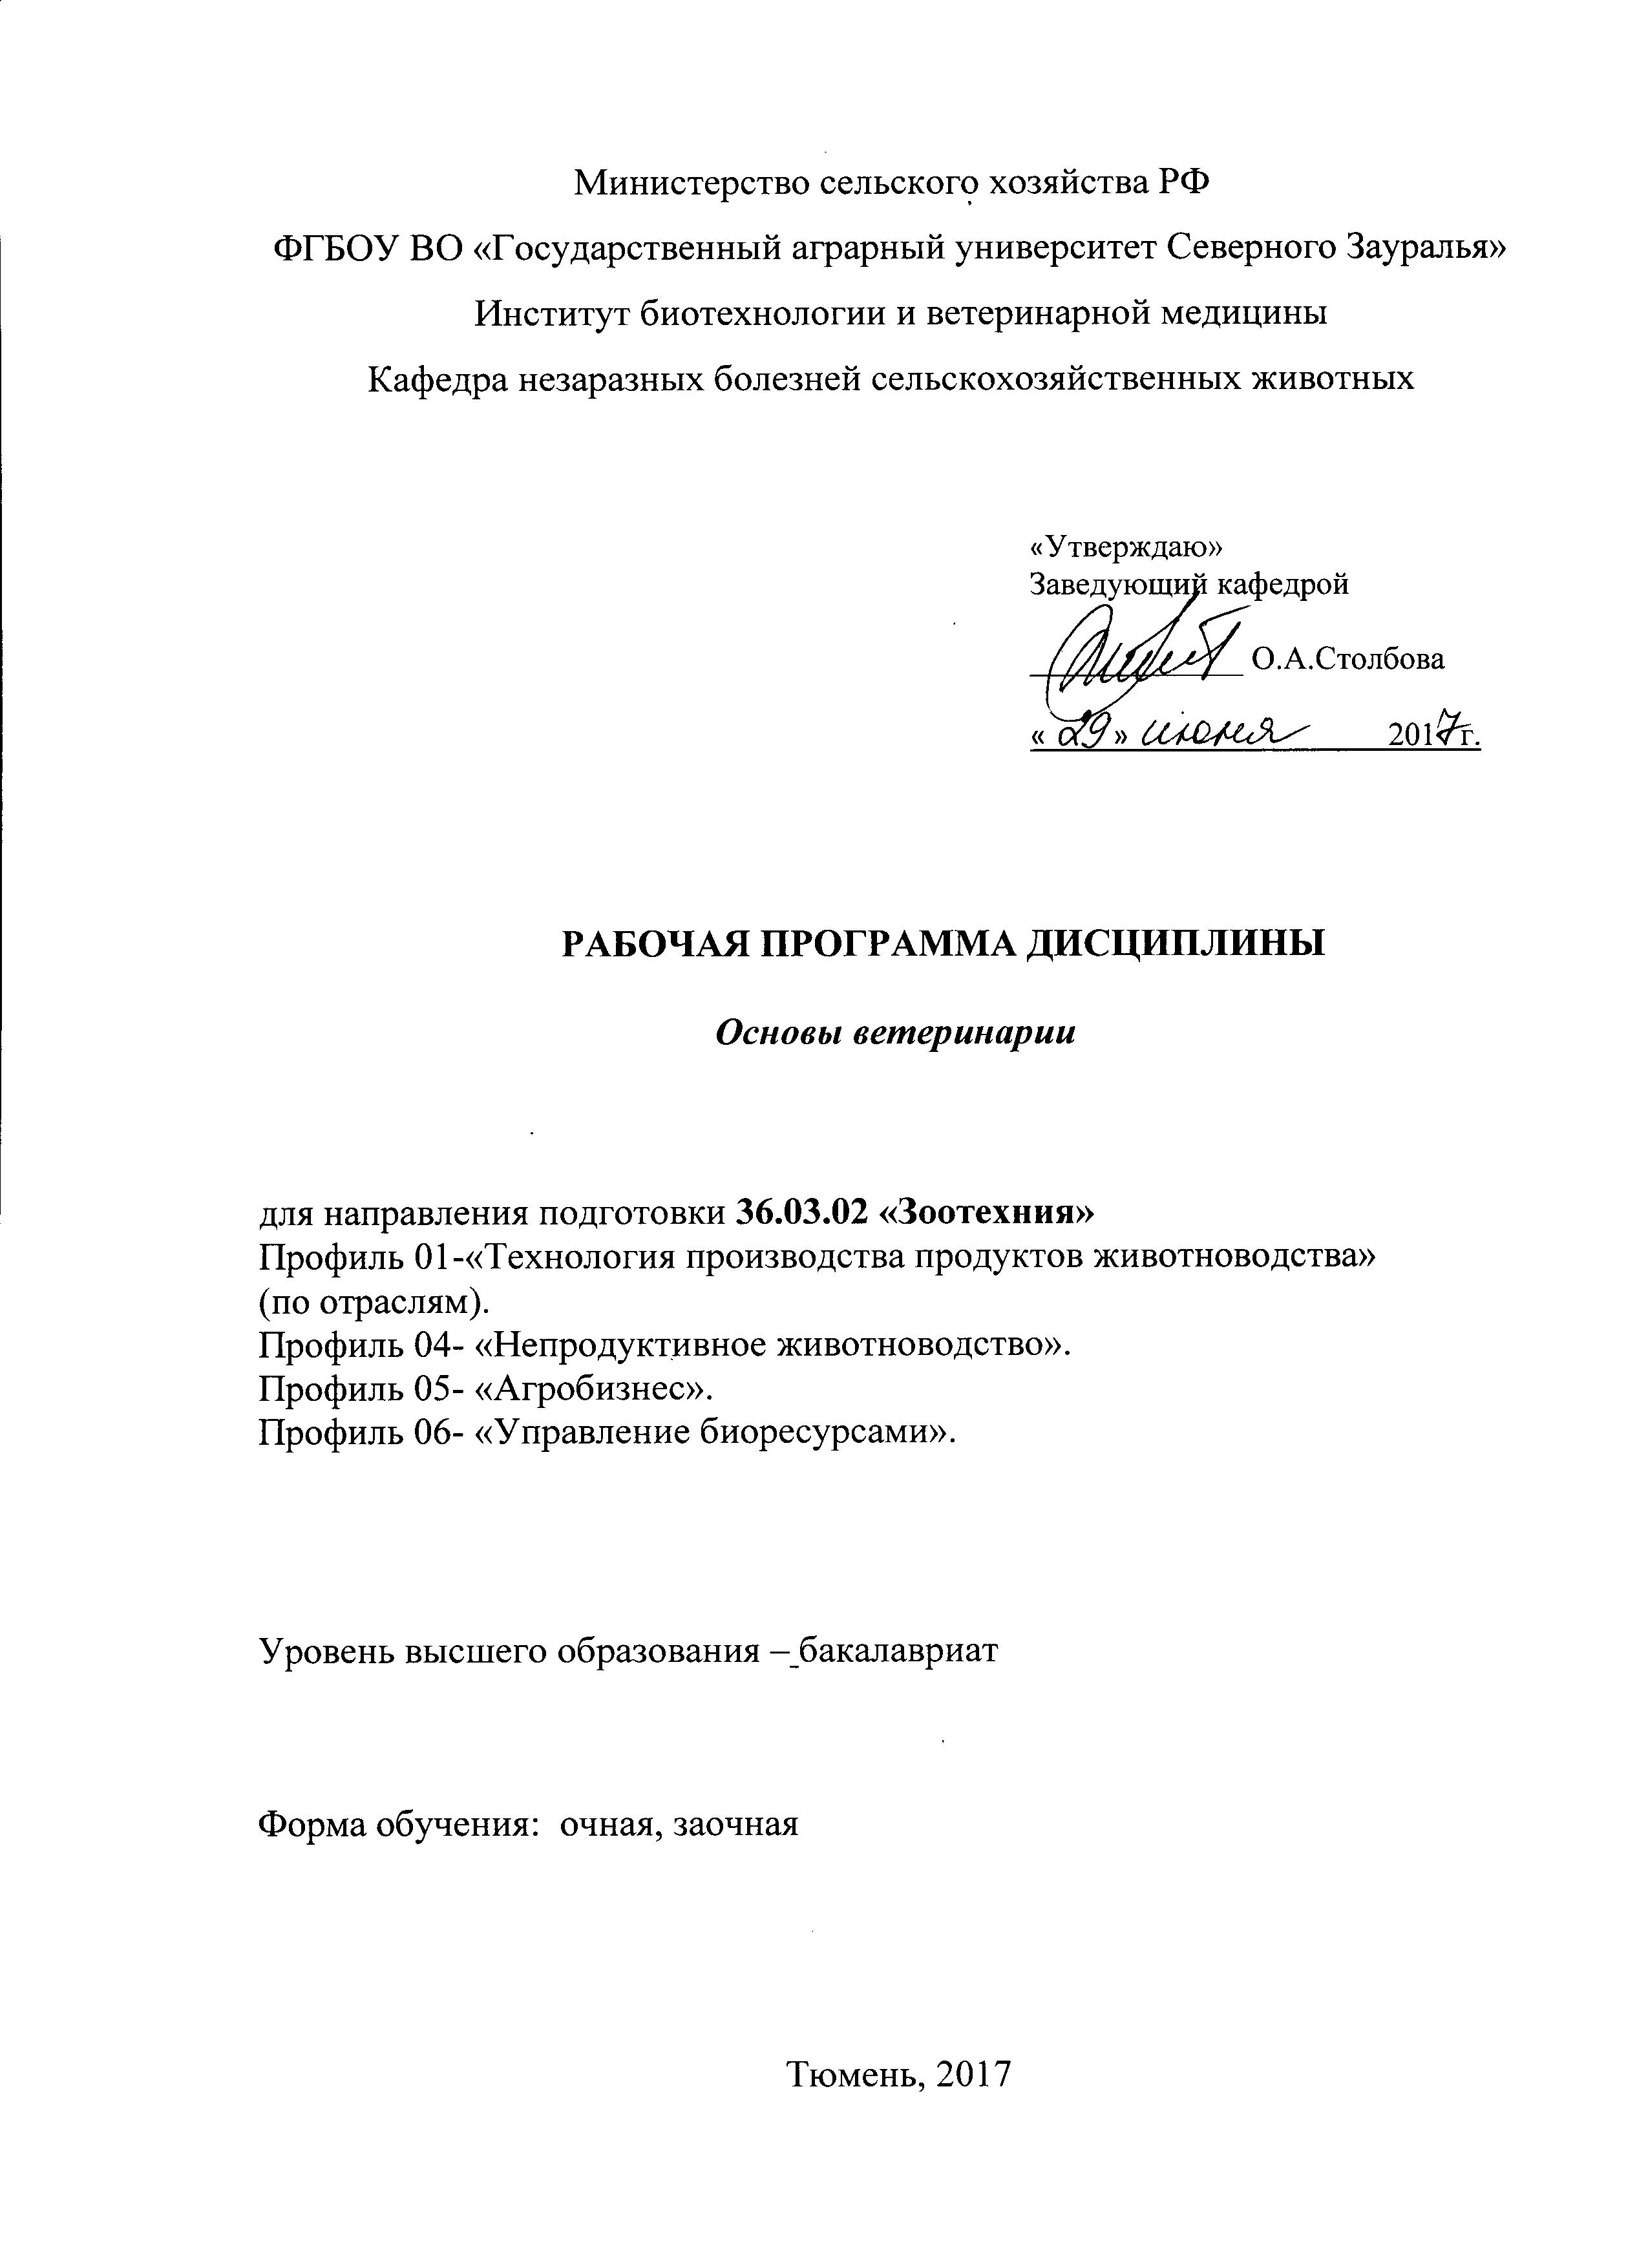 Министерство сельского хозяйства РФ
ФГБОУ ВО «Государственный аграрный университет Северного Зауралья»
Институт биотехнологии и ветеринарной медицины
Кафедра незаразных болезней сельскохозяйственных животных
«Утверждаю»
Заведующий кафедрой
О.А.Столбова
« 29 » июня 2017г.
РАБОЧАЯ ПРОГРАММА ДИСЦИПЛИНЫ
Основы ветеринарии
для направления подготовки 36.03.02 «Зоотехния»
Профиль 01-«Технология производства продуктов животноводства»
(по отраслям).
Профиль 04- «Непродуктивное животноводство».
Профиль 05- «Агробизнес».
Профиль 06- «Управление биоресурсами».
Уровень высшего образования – бакалавриат
Форма обучения: очная, заочная
Тюмень, 2017